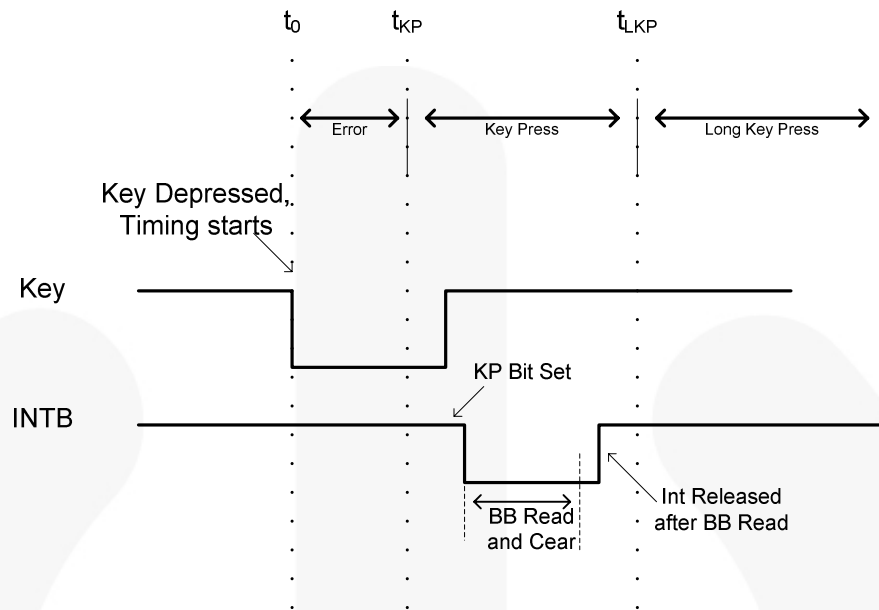 t0 tKP tLKP
Error Key Press Long Key Press
Key Depressed,
Timing starts
Key
KP Bit Set
INTB
BB Read
and Cear
Int Released
after BB Read